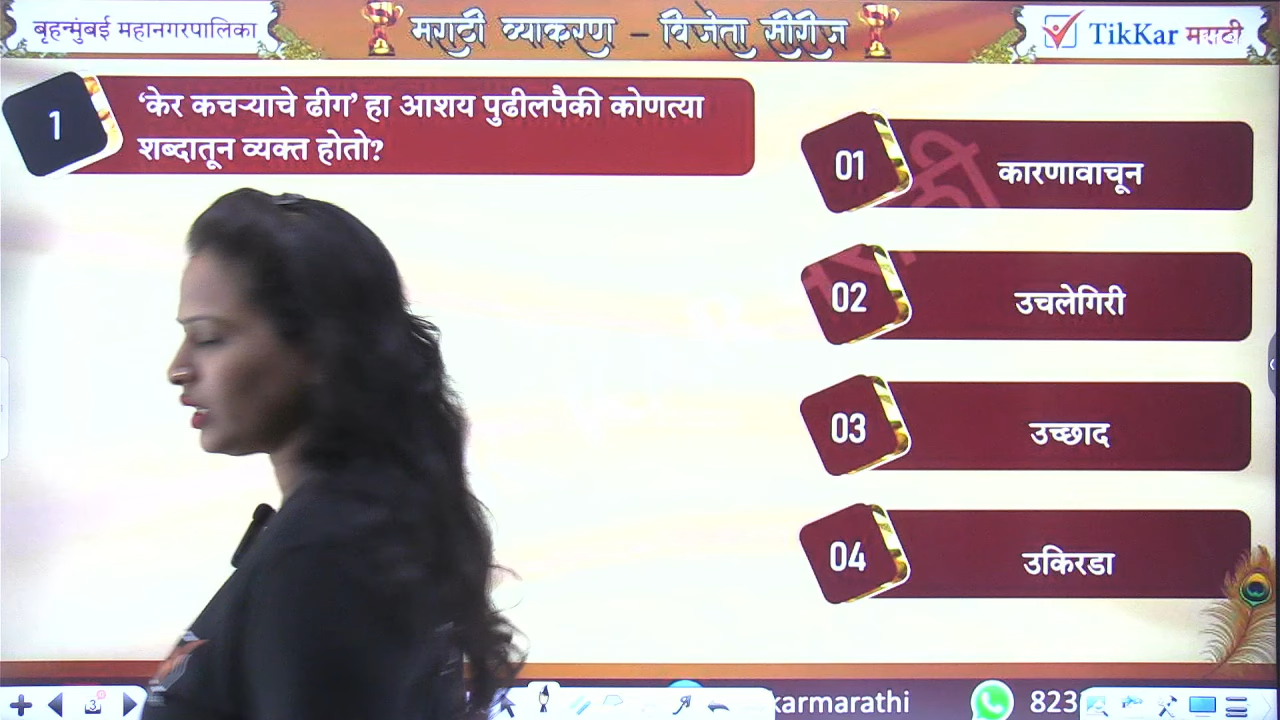 बृहन्मुंबई महानगरपालिका
मराठी व्याकरण – विजेता सीरीज
TikKar मराठी
1
'केर कचऱ्याचे ढीग' हा आशय पुढीलपैकी कोणत्या
शब्दातून व्यक्त होतो?
01
कारणावाचून
02
उचलेगिरी
03
उच्छाद
04
उकिरडा
3
karmarathi
823